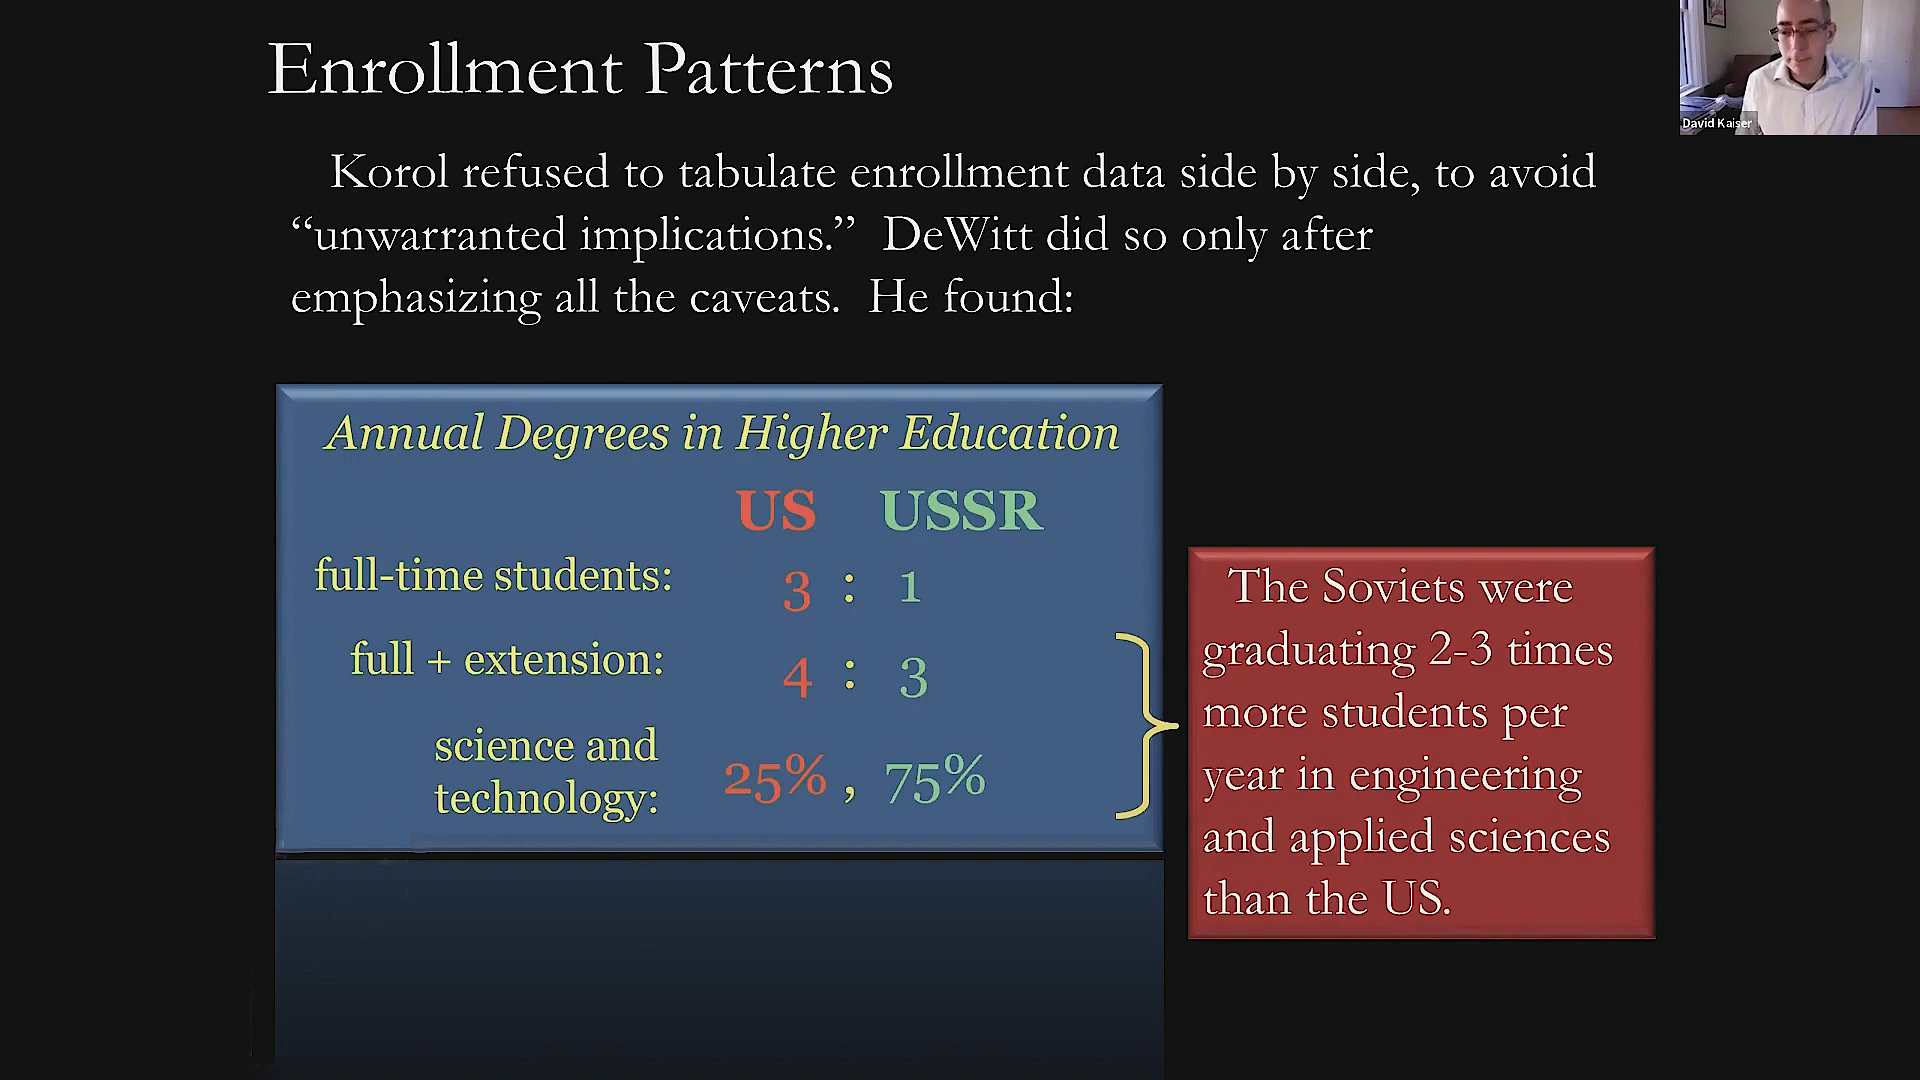 Enrollment Patterns
David Kaiser
Korol refused to tabulate enrollment data side by side, to avoid
“unwarranted implications.” DeWitt did so only after
emphasizing all the caveats. He found:
Annual Degrees in Higher Education
US USSR
full-time students: 3 : 1
full + extension: 4 : 3
science and
technology: 25% , 75%
The Soviets were
graduating 2-3 times
more students per
year in engineering
and applied sciences
than the US.